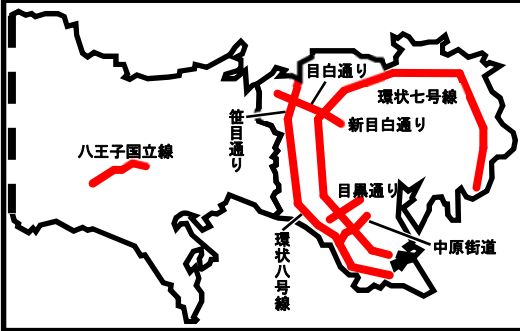 目白通り
環状七号線
笹目通り
新目白通り
八王子国立線
目黒通り
環状八号線
中原街道